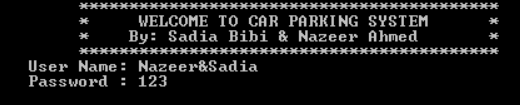 ************************************************
*      WELCOME TO CAR PARKING SYSTEM       *
*     By: Sadia Bibi & Nazeer Ahmed        *
************************************************
User Name: Nazeer&Sadia
Password : 123